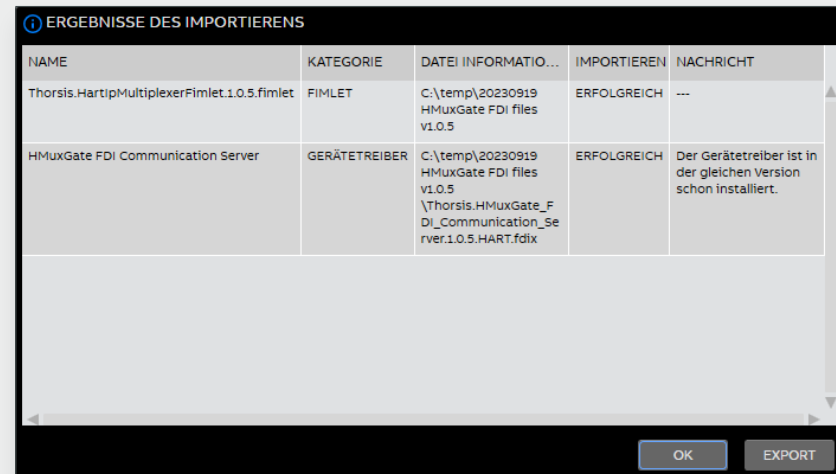 ERGEBNISSE DES IMPORTIERENS
NAME KATEGORIE DATEI INFORMATIO... IMPORTIEREN NACHRICHT
Thorsis.HartIpMultiplexerFimlet.1.0.5.fimlet FIMLET C:\temp\20230919 ERFOLGREICH ---
HMuxGate FDI files
v1.0.5
HMuxGate FDI Communication Server GERÄTETREIBER C:\temp\20230919 ERFOLGREICH Der Gerätetreiber ist in
HMuxGate FDI files der gleichen Version
v1.0.5 schon installiert.
\Thorsis.HMuxGate_F
DI_Communication_Se
rver.1.0.5.HART.fdix
OK EXPORT